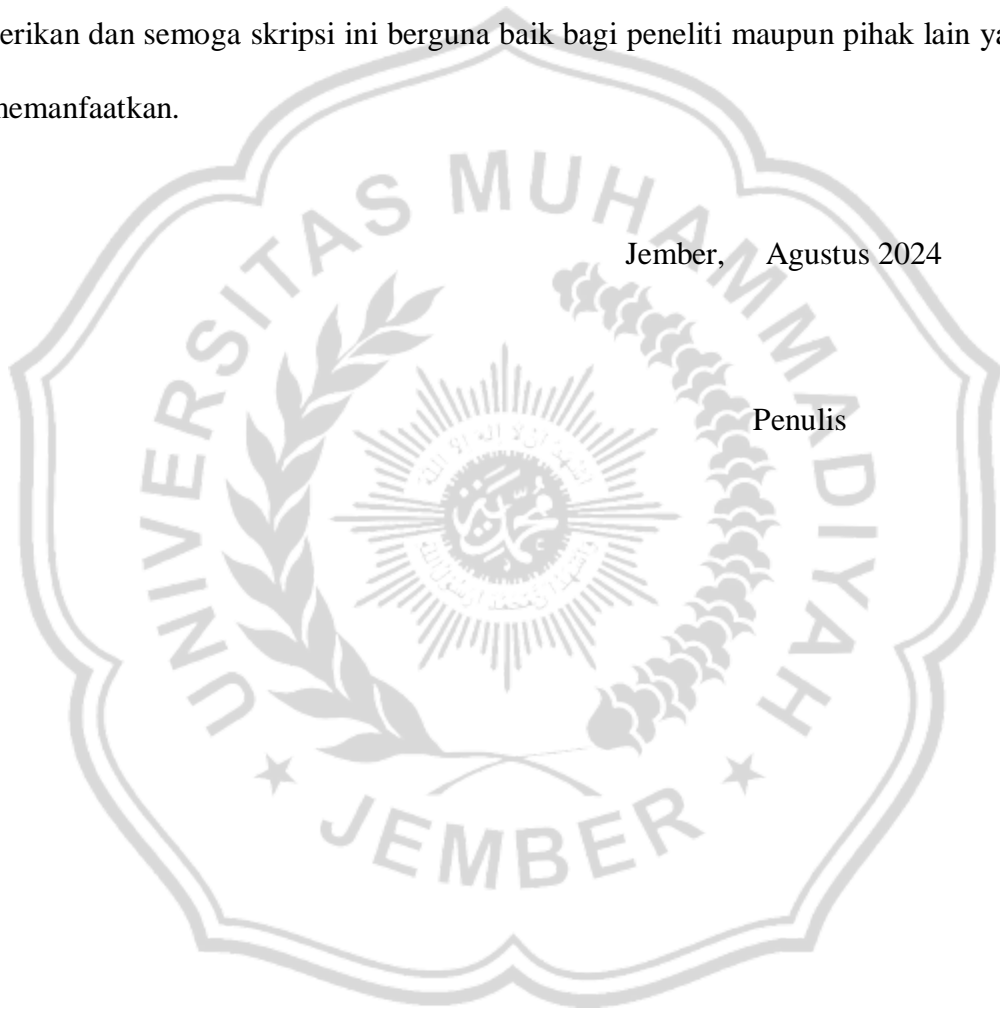 erikan dan semoga skripsi ini berguna baik bagi peneliti maupun pihak lain ya
nemanfaatkan.
UNIVERSITAS MUHAMMADIYAH
Jember, Agustus 2024
Penulis
JEMBER